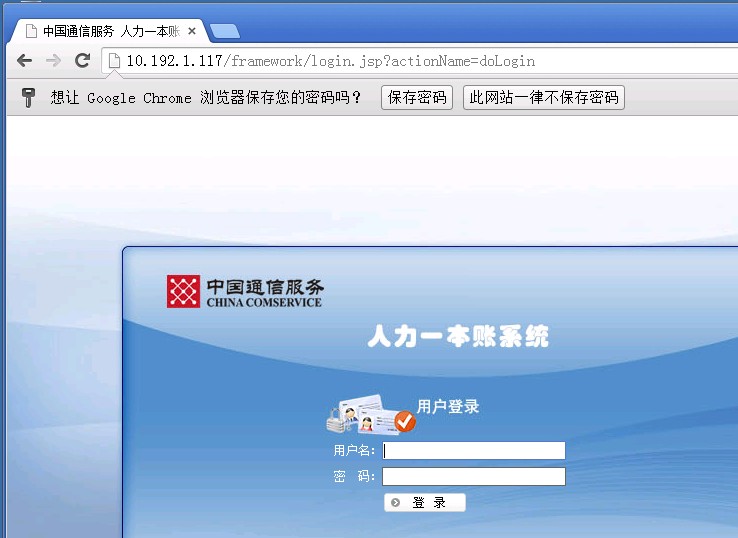 中国通信服务 人力一本账
10.192.1.117/framework/login.jsp?actionName=doLogin
想让 Google Chrome 浏览器保存您的密码吗？ 保存密码 此网站一律不保存密码
中国通信服务
CHINA COMSERVICE
人力一本账系统
用户登录
用户名:
密 码:
登 录